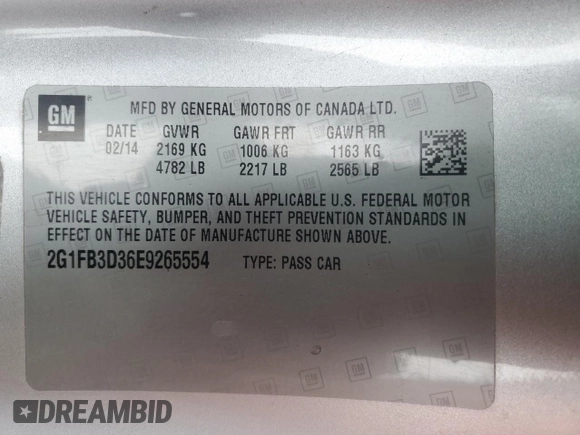 GM
MFD BY GENERAL MOTORS OF CANADA LTD.
DATE GVWR GAWR FRT GAWR RR
02/14 2169 KG 1006 KG 1163 KG
4782 LB 2217 LB 2565 LB
THIS VEHICLE CONFORMS TO ALL APPLICABLE U.S. FEDERAL MOTOR
VEHICLE SAFETY, BUMPER, AND THEFT PREVENTION STANDARDS IN
EFFECT ON THE DATE OF MANUFACTURE SHOWN ABOVE.
2G1FB3D36E9265554 TYPE: PASS CAR
DREAMBID